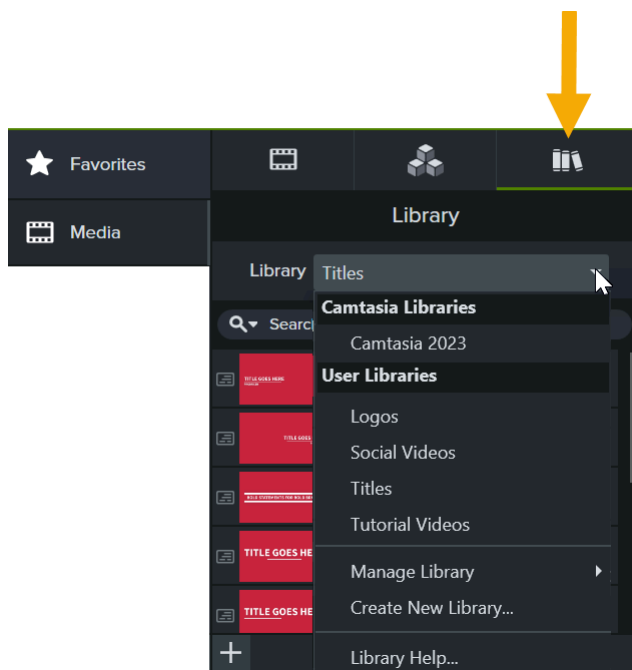 Favorites
Media
Library
Library Titles
Camtasia Libraries
Search
Camtasia 2023
User Libraries
TITLE GOES HERE
Logos
TITLE GOES
Social Videos
Titles
Tutorial Videos
TITLE GOES HE
Manage Library
TITLE GOES HE
Create New Library...
Library Help...